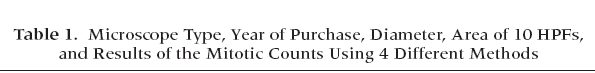 Table 1. Microscope Type, Year of Purchase, Diameter, Area of 10 HPFs,
and Results of the Mitotic Counts Using 4 Different Methods